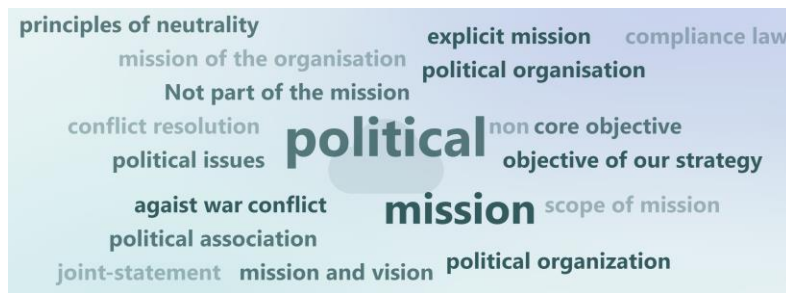 principles of neutrality
explicit mission compliance law
mission of the organisation
political organisation
Not part of the mission
conflict resolution political non core objective
political issues objective of our strategy
agaist war conflict mission scope of mission
political association
political organization
joint-statement mission and vision